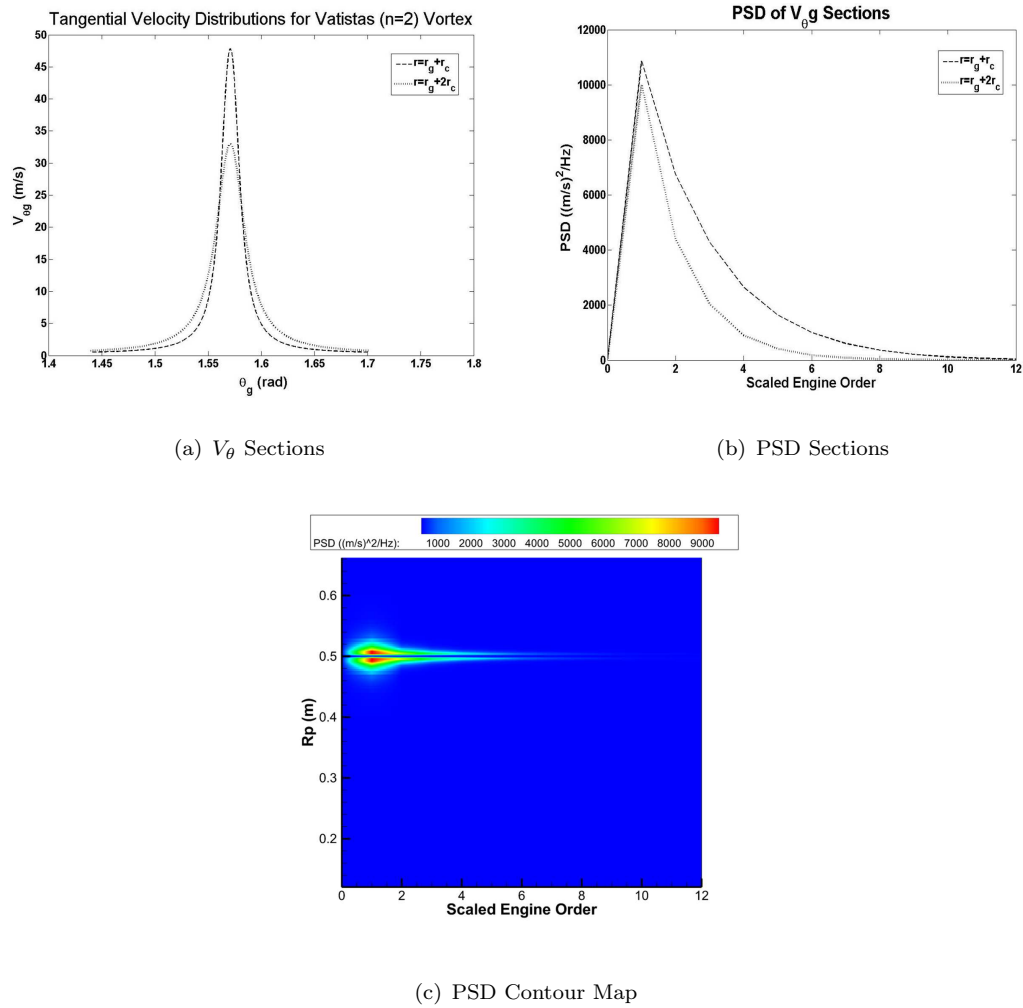 Tangential Velocity Distributions for Vatistas (n=2) Vortex
50
45
40
35
30
25
20
15
10
5
0
V_θg (m/s)
r=r_g+r_c
r=r_g+2r_c
1.4 1.45 1.5 1.55 1.6 1.65 1.7 1.75 1.8
θ_g (rad)
(a) V_θ Sections
PSD of V_θg Sections
12000
10000
8000
6000
4000
2000
0
PSD ((m/s)^2/Hz)
r=r_g+r_c
r=r_g+2r_c
0 2 4 6 8 10 12
Scaled Engine Order
(b) PSD Sections
PSD ((m/s)^2/Hz): 1000 2000 3000 4000 5000 6000 7000 8000 9000
0.6
0.5
0.4
0.3
0.2
Rp (m)
0 2 4 6 8 10 12
Scaled Engine Order
(c) PSD Contour Map